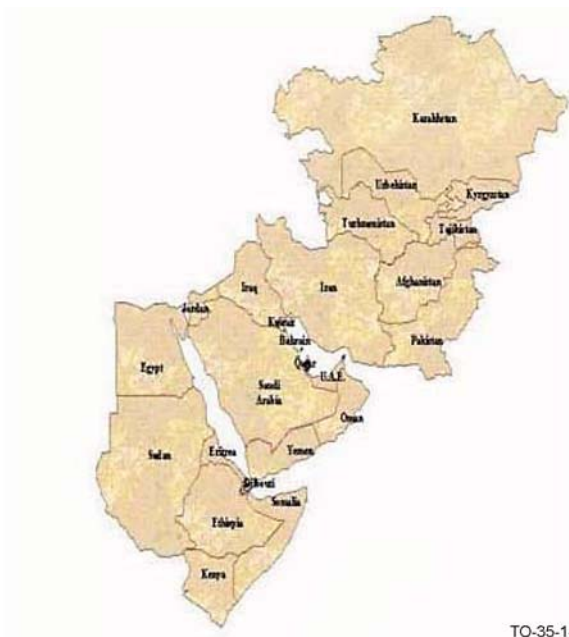 Kazakhstan
Uzbekistan
Kyrgyzstan
Turkmenistan
Tajikistan
Iraq
Iran
Afghanistan
Jordan
Kuwait
Bahrain
Pakistan
Egypt
Qatar
U.A.E.
Saudi
Arabia
Oman
Sudan
Eritrea
Yemen
Djibouti
Somalia
Ethiopia
Kenya
TO-35-1